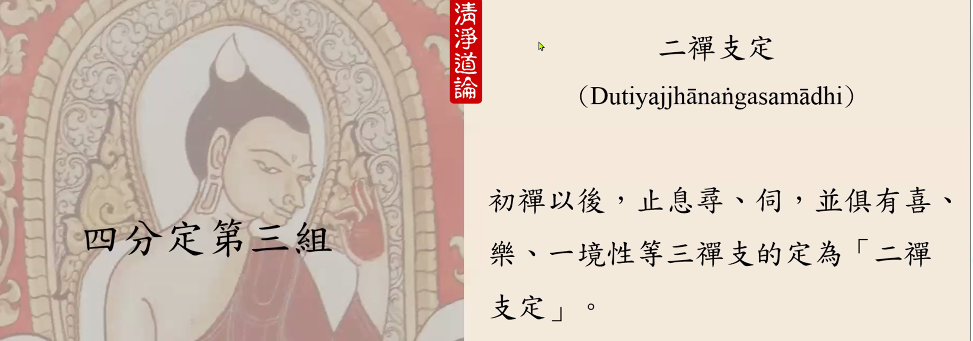 四分定第三組
清淨道論
二禪支定
（Dutiyajjhānaṅgasamādhi）
初禪以後，止息尋、伺，並俱有喜、
樂、一境性等三禪支的定為「二禪
支定」。